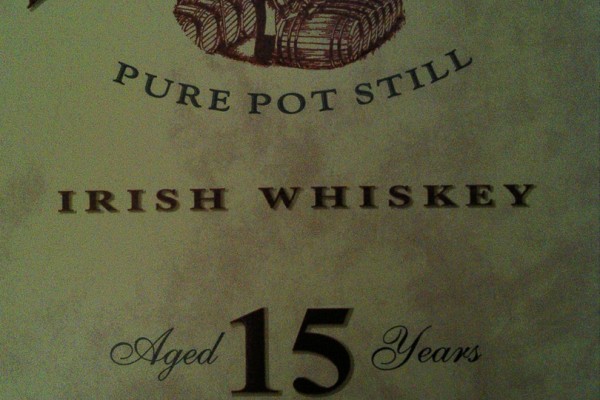 PURE POT STILL
IRISH WHISKEY
Aged 15 Years